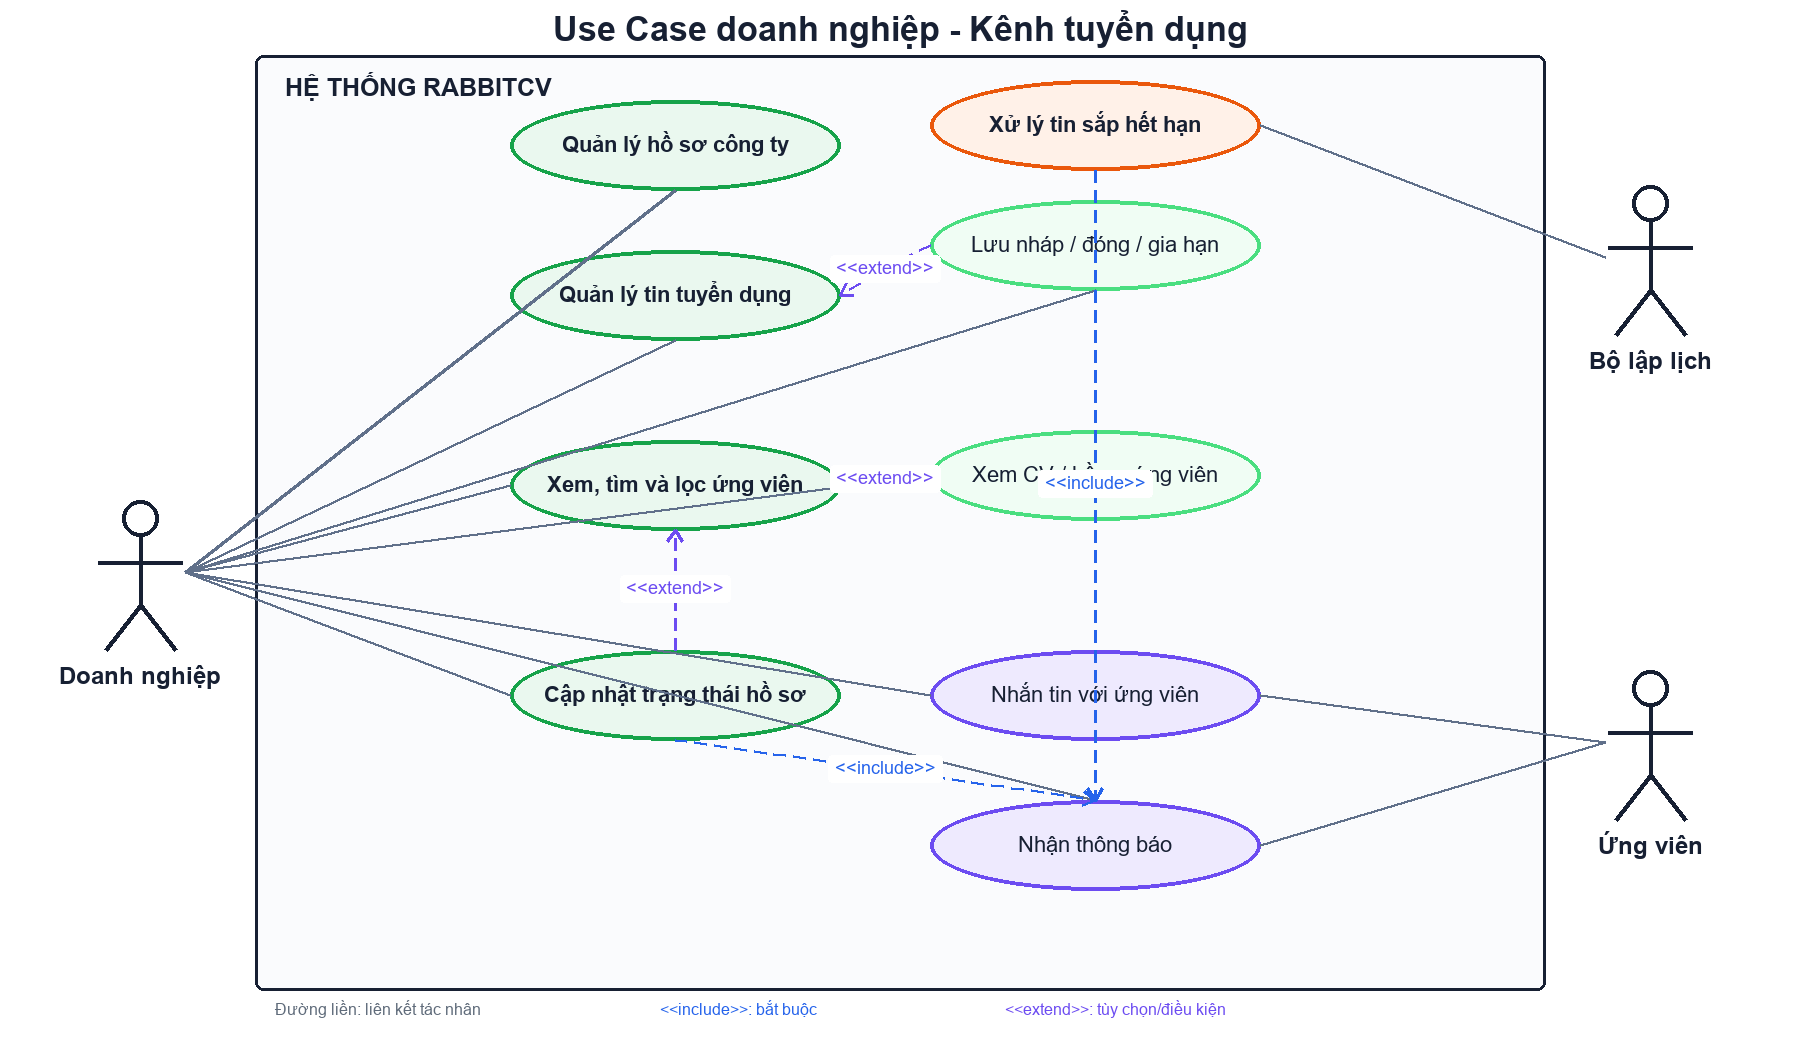 Use Case doanh nghiệp - Kênh tuyển dụng
HỆ THỐNG RABBITCV
Xử lý tin sắp hết hạn
Quản lý hồ sơ công ty
Lưu nháp / đóng / gia hạn
<<extend>>
Quản lý tin tuyển dụng
Bộ lập lịch
Xem, tìm và lọc ứng viên
<<extend>>
Xem CV / ứng viên
<<include>>
<<extend>>
Doanh nghiệp
Cập nhật trạng thái hồ sơ
Nhắn tin với ứng viên
<<include>>
Nhận thông báo
Ứng viên
Đường liền: liên kết tác nhân
<<include>>: bắt buộc
<<extend>>: tùy chọn/điều kiện